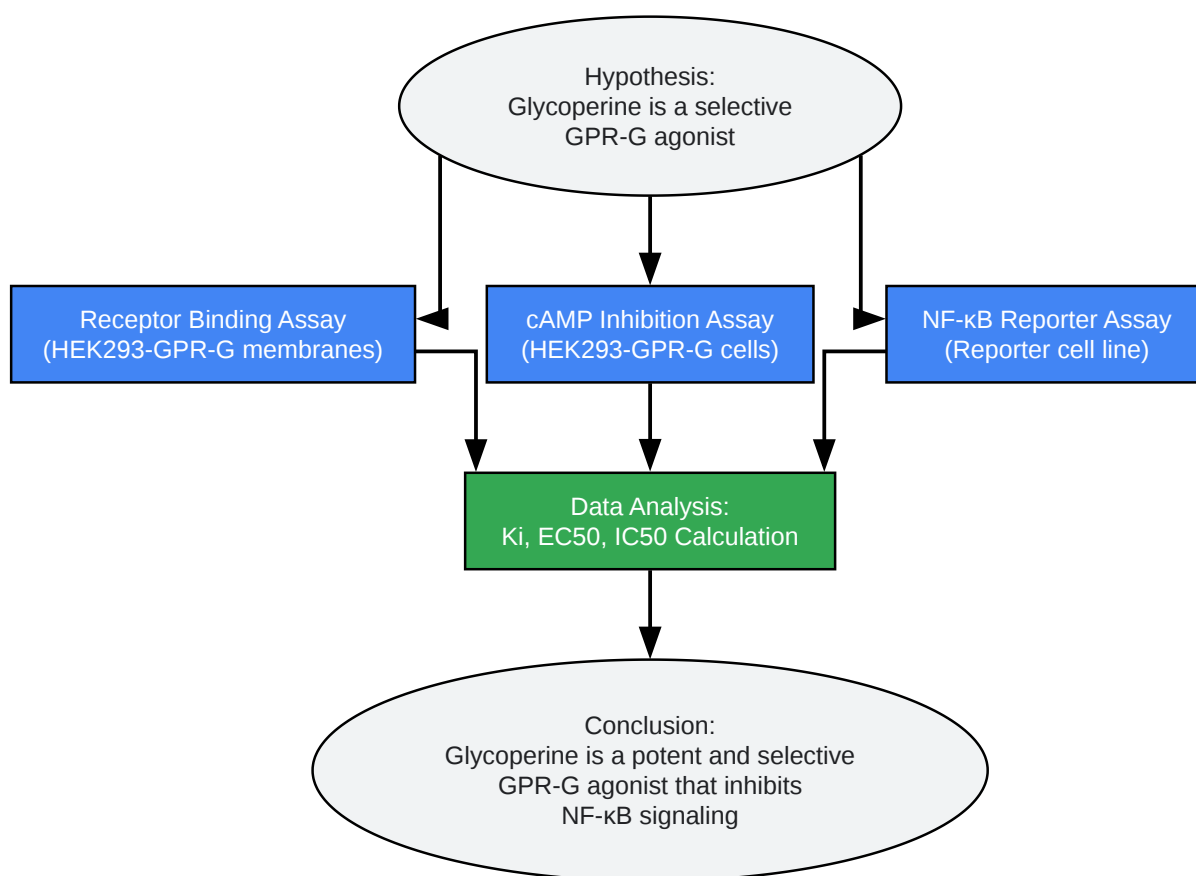 Hypothesis:
Glycoperine is a selective
GPR-G agonist
Receptor Binding Assay
(HEK293-GPR-G membranes)
cAMP Inhibition Assay
(HEK293-GPR-G cells)
NF-κB Reporter Assay
(Reporter cell line)
Data Analysis:
Ki, EC50, IC50 Calculation
Conclusion:
Glycoperine is a potent and selective
GPR-G agonist that inhibits
NF-κB signaling